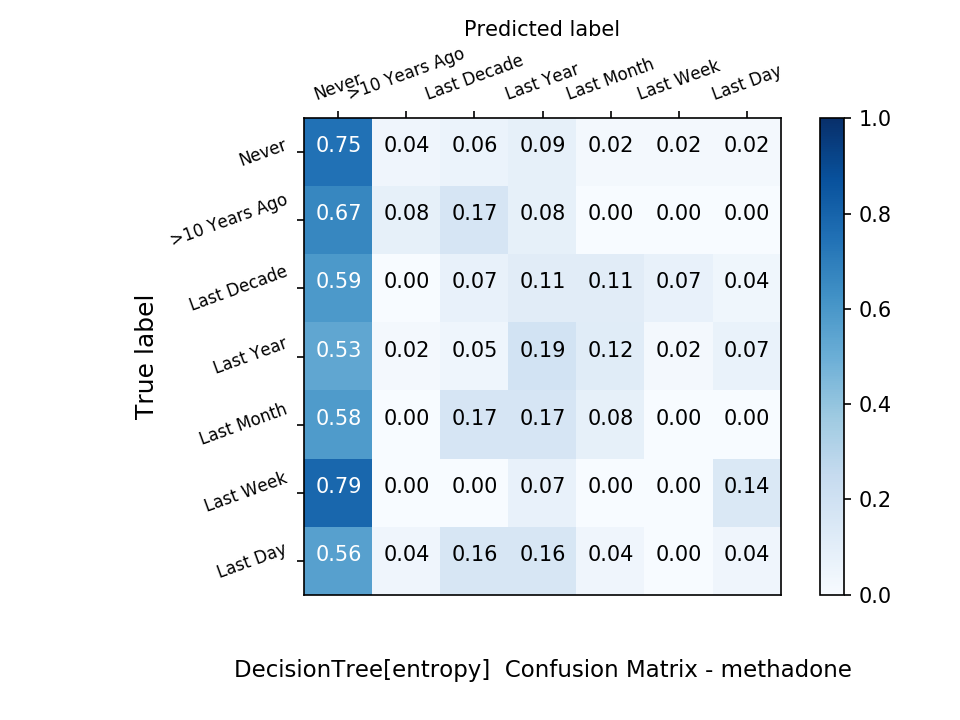 Predicted label
Never >10 Years Ago Last Decade Last Year Last Month Last Week Last Day
Never 0.75 0.04 0.06 0.09 0.02 0.02 0.02
>10 Years Ago 0.67 0.08 0.17 0.08 0.00 0.00 0.00
Last Decade 0.59 0.00 0.07 0.11 0.11 0.07 0.04
Last Year 0.53 0.02 0.05 0.19 0.12 0.02 0.07
Last Month 0.58 0.00 0.17 0.17 0.08 0.00 0.00
Last Week 0.79 0.00 0.00 0.07 0.00 0.00 0.14
Last Day 0.56 0.04 0.16 0.16 0.04 0.00 0.04
True label
1.0
0.8
0.6
0.4
0.2
0.0
DecisionTree[entropy]  Confusion Matrix - methadone